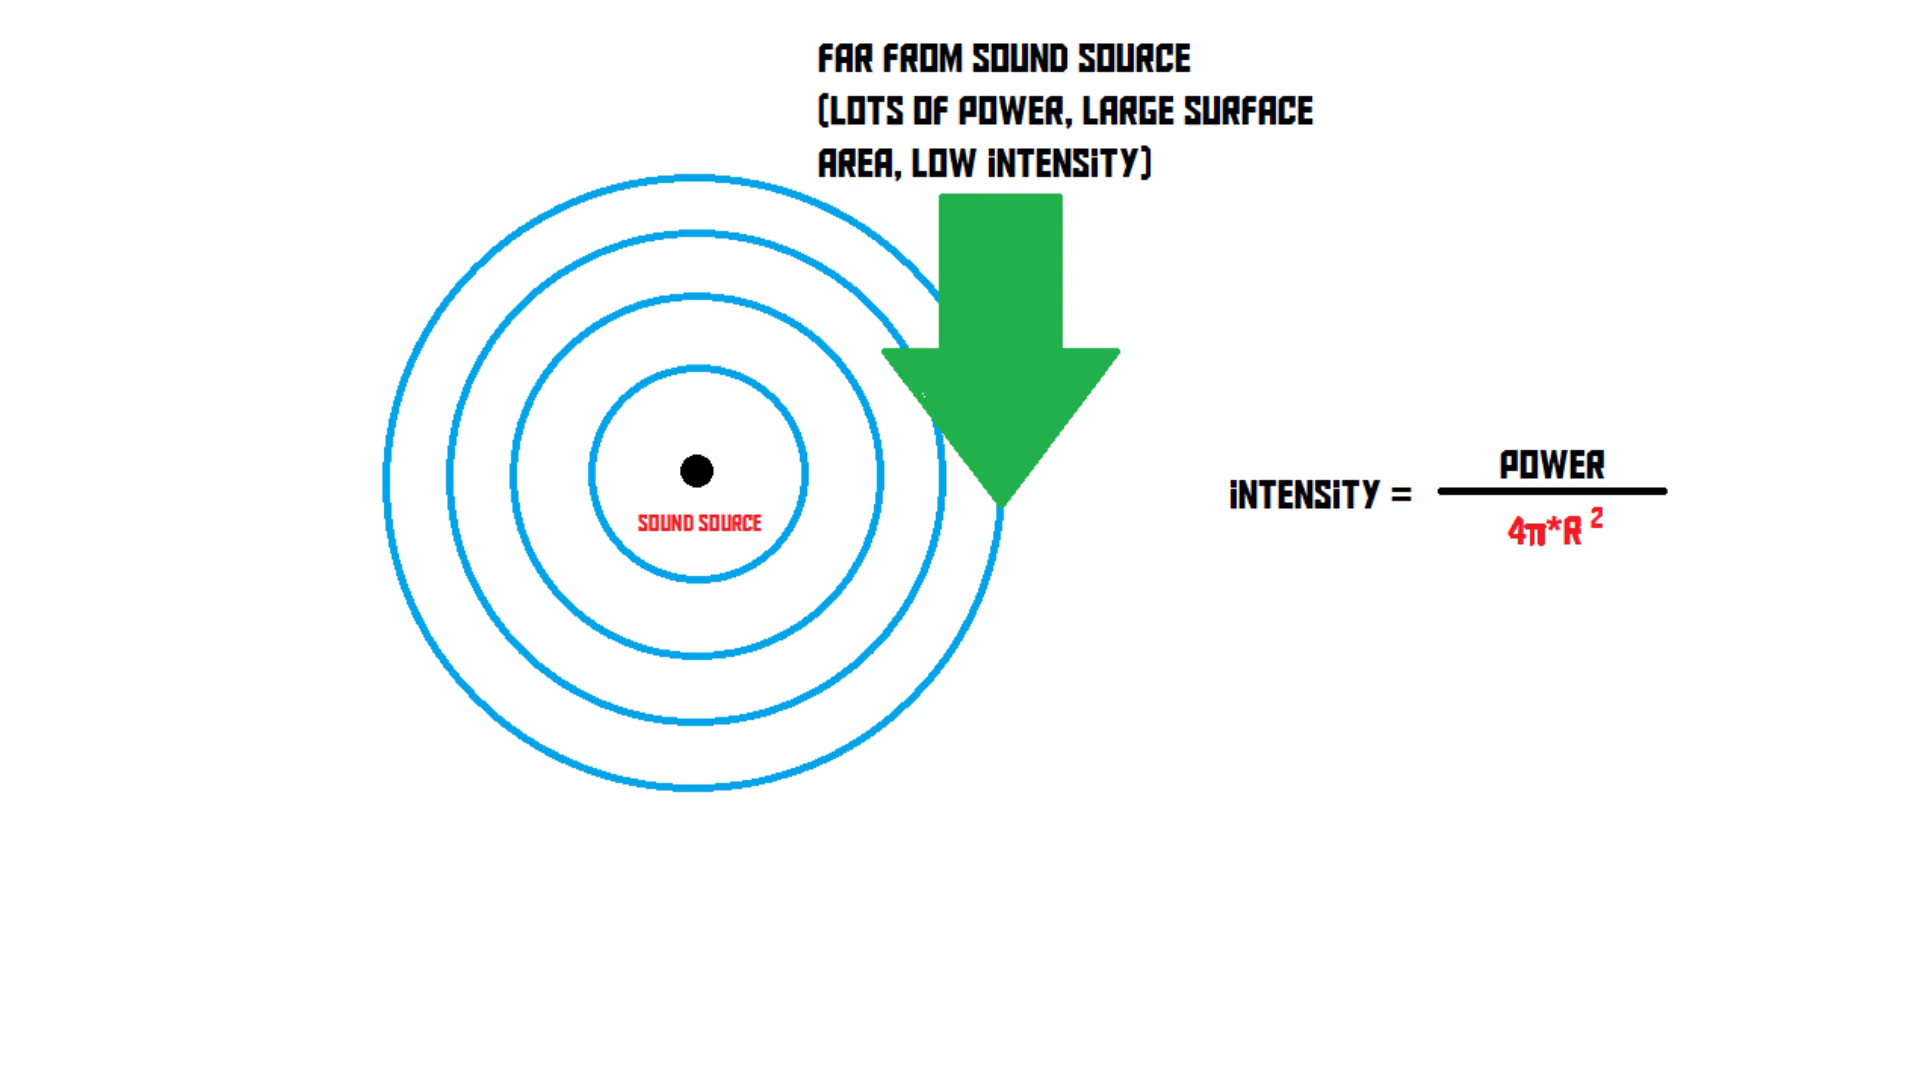 FAR FROM SOUND SOURCE
(LOTS OF POWER, LARGE SURFACE
AREA, LOW iNTENSiTY)
SOUND SOURCE
iNTENSiTY =
POWER
4π*R ²